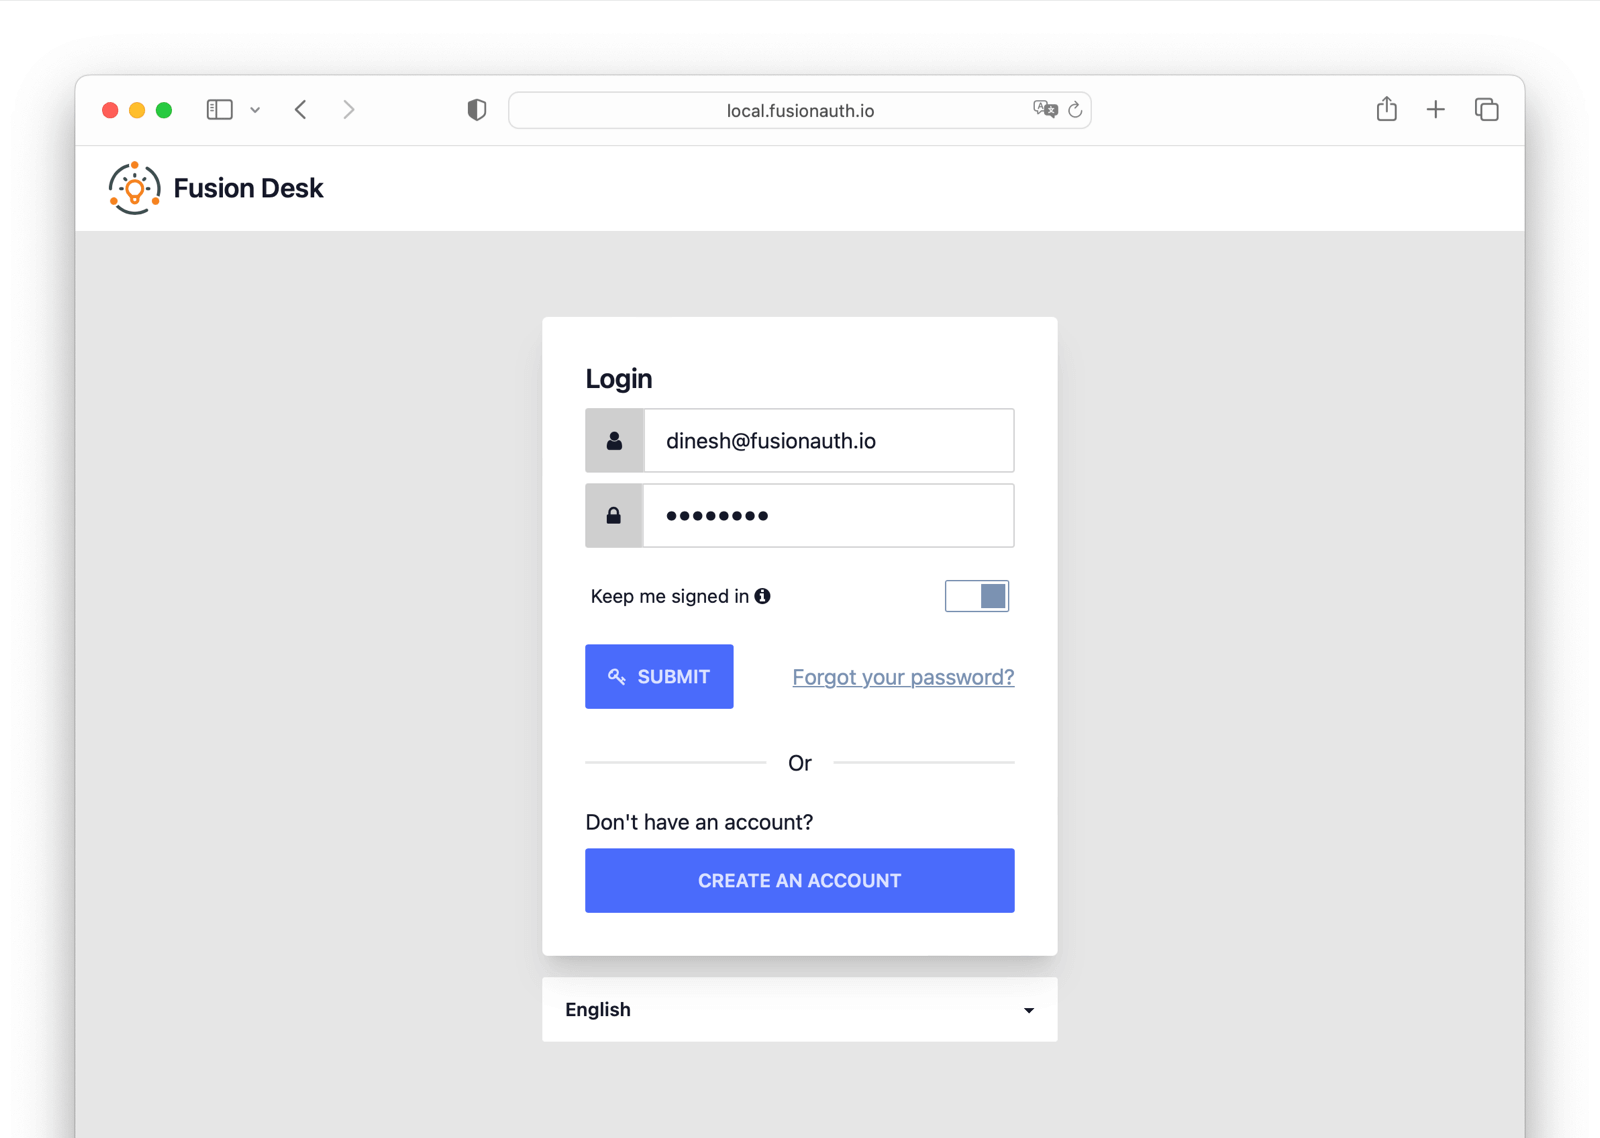 local.fusionauth.io
Fusion Desk
Login
dinesh@fusionauth.io
••••••••
Keep me signed in
SUBMIT
Forgot your password?
Or
Don't have an account?
CREATE AN ACCOUNT
English